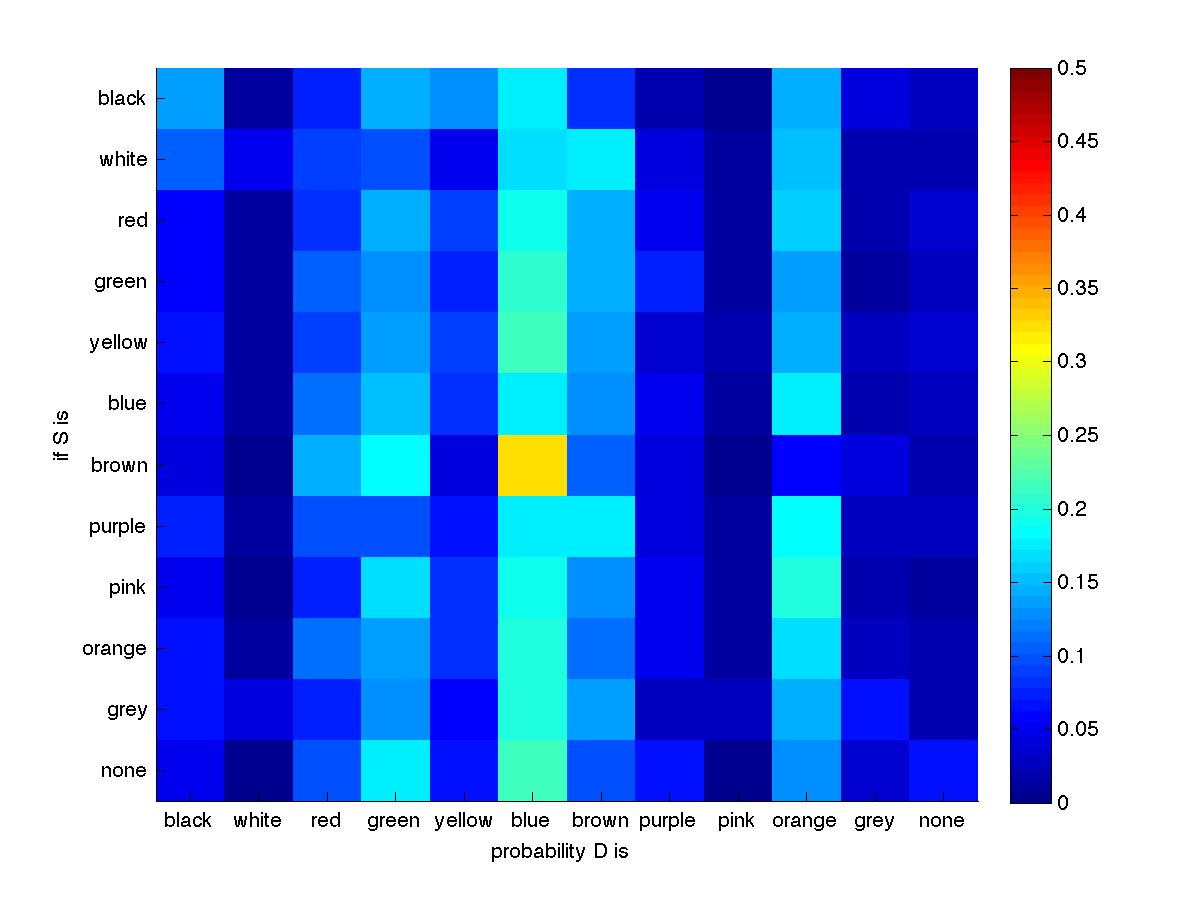 black
white
red
green
yellow
blue
brown
purple
pink
orange
grey
none
if S is
black white red green yellow blue brown purple pink orange grey none
probability D is
0.5
0.45
0.4
0.35
0.3
0.25
0.2
0.15
0.1
0.05
0